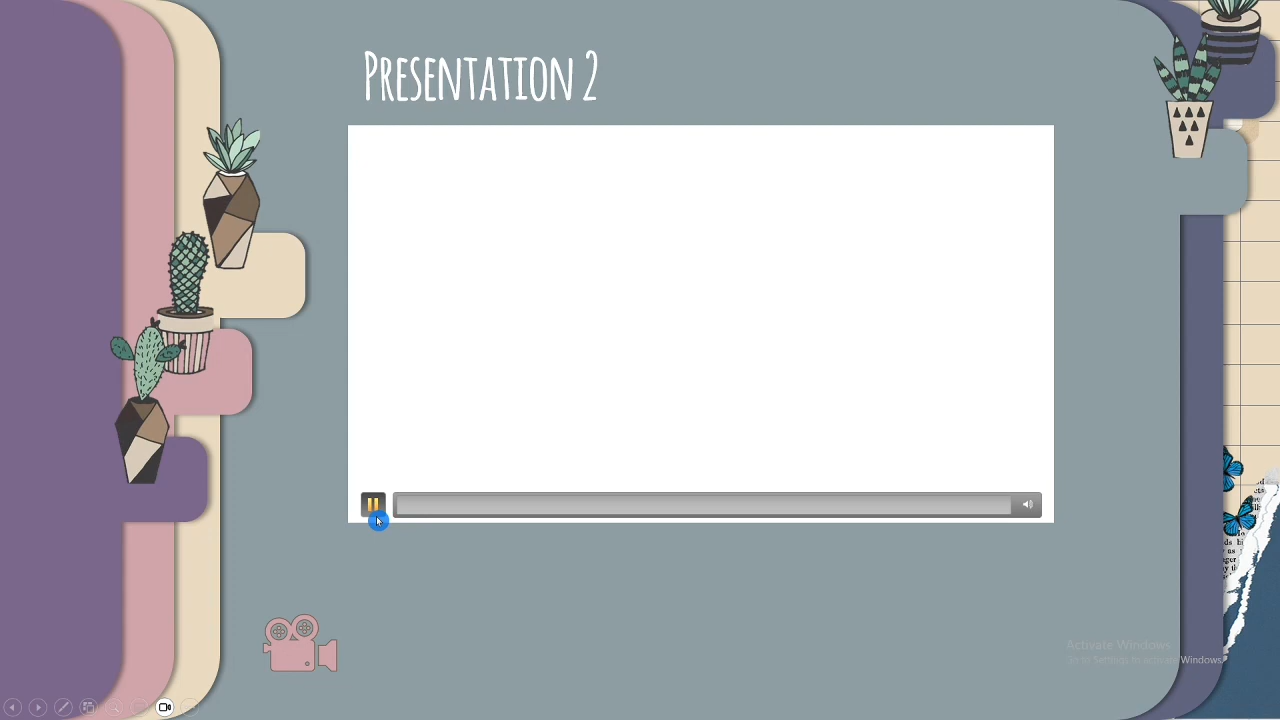 PRESENTATION 2
Activate Windows
Go to Settings to Activate Windows.